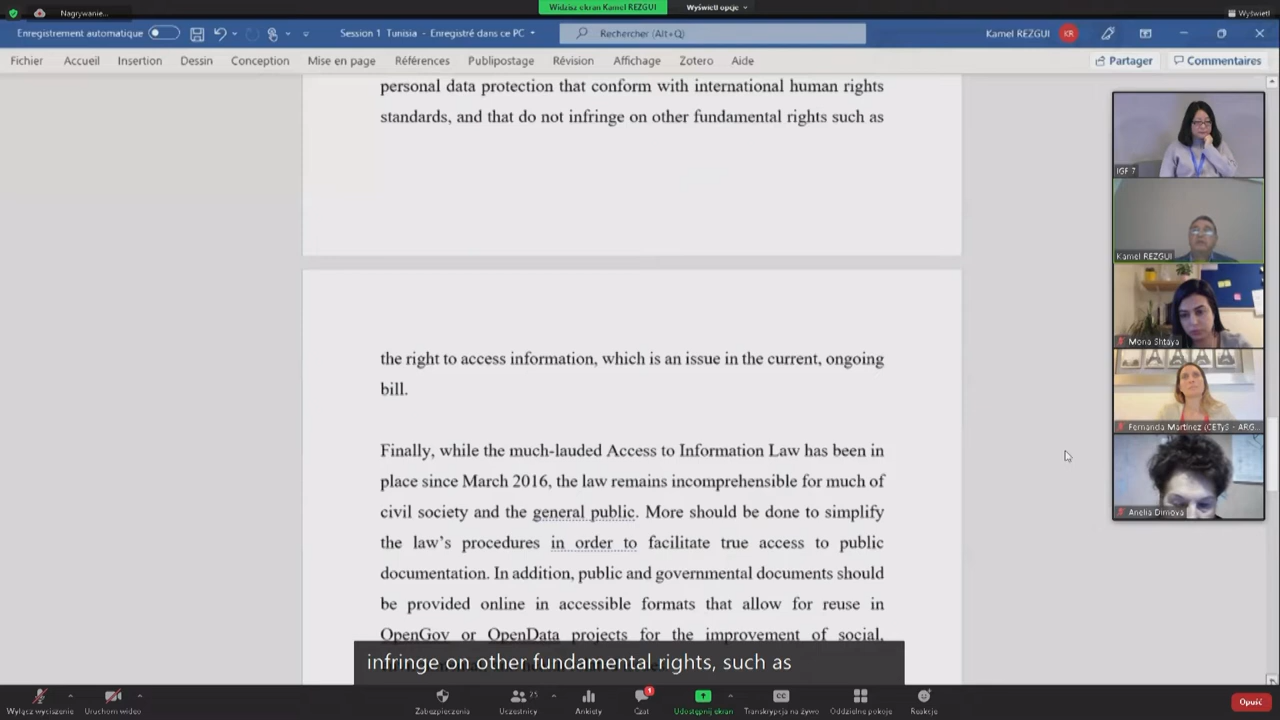 Nagrywanie...
Widzisz ekran Kamel REZGUI
Wyświetl opcje
Wyświetl
Enregistrement automatique
Session 1 Tunisia - Enregistré dans ce PC
Rechercher (Alt+Q)
Kamel REZGUI
KR
Fichier
Accueil
Insertion
Dessin
Conception
Mise en page
Références
Publipostage
Révision
Affichage
Zotero
Aide
Partager
Commentaires
personal data protection that conform with international human rights
standards, and that do not infringe on other fundamental rights such as
the right to access information, which is an issue in the current, ongoing
bill.
Finally, while the much-lauded Access to Information Law has been in
place since March 2016, the law remains incomprehensible for much of
civil society and the general public. More should be done to simplify
the law's procedures in order to facilitate true access to public
documentation. In addition, public and governmental documents should
be provided online in accessible formats that allow for reuse in
OpenGov or OpenData projects for the improvement of social,
infringe on other fundamental rights, such as
IGF 7
Kamel REZGUI
Mona Shtaya
Fernanda Martinez (CETyS - ARG...
Anelia Dimova
Wyłącz wyciszenie
Uruchom wideo
Zabezpieczenia
25
Uczestnicy
Ankiety
1
Czat
Udostępnij ekran
CC
Transkrypcja na żywo
Oddzielne pokoje
Reakcje
Opuść